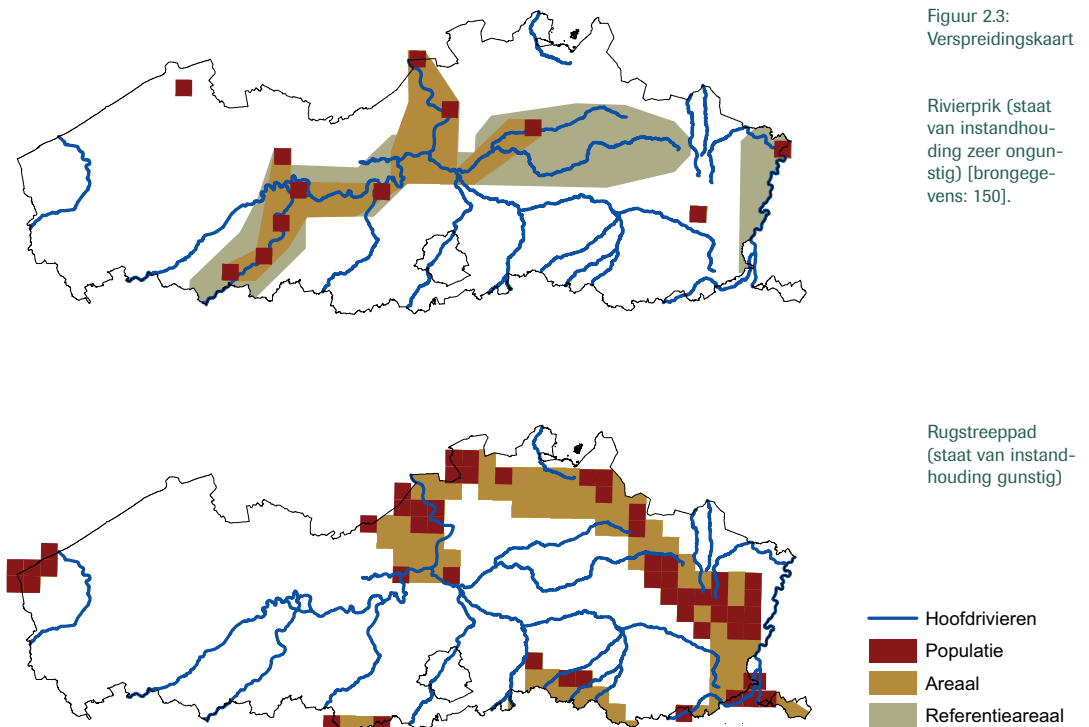 Figuur 2.3:
Verspreidingskaart
Rivierprik (staat
van instandhou-
ding zeer ongun-
stig) [brongege-
vens: 150].
Rugstreeppad
(staat van instand-
houding gunstig)
Hoofdrivieren
Populatie
Areaal
Referentieareaal